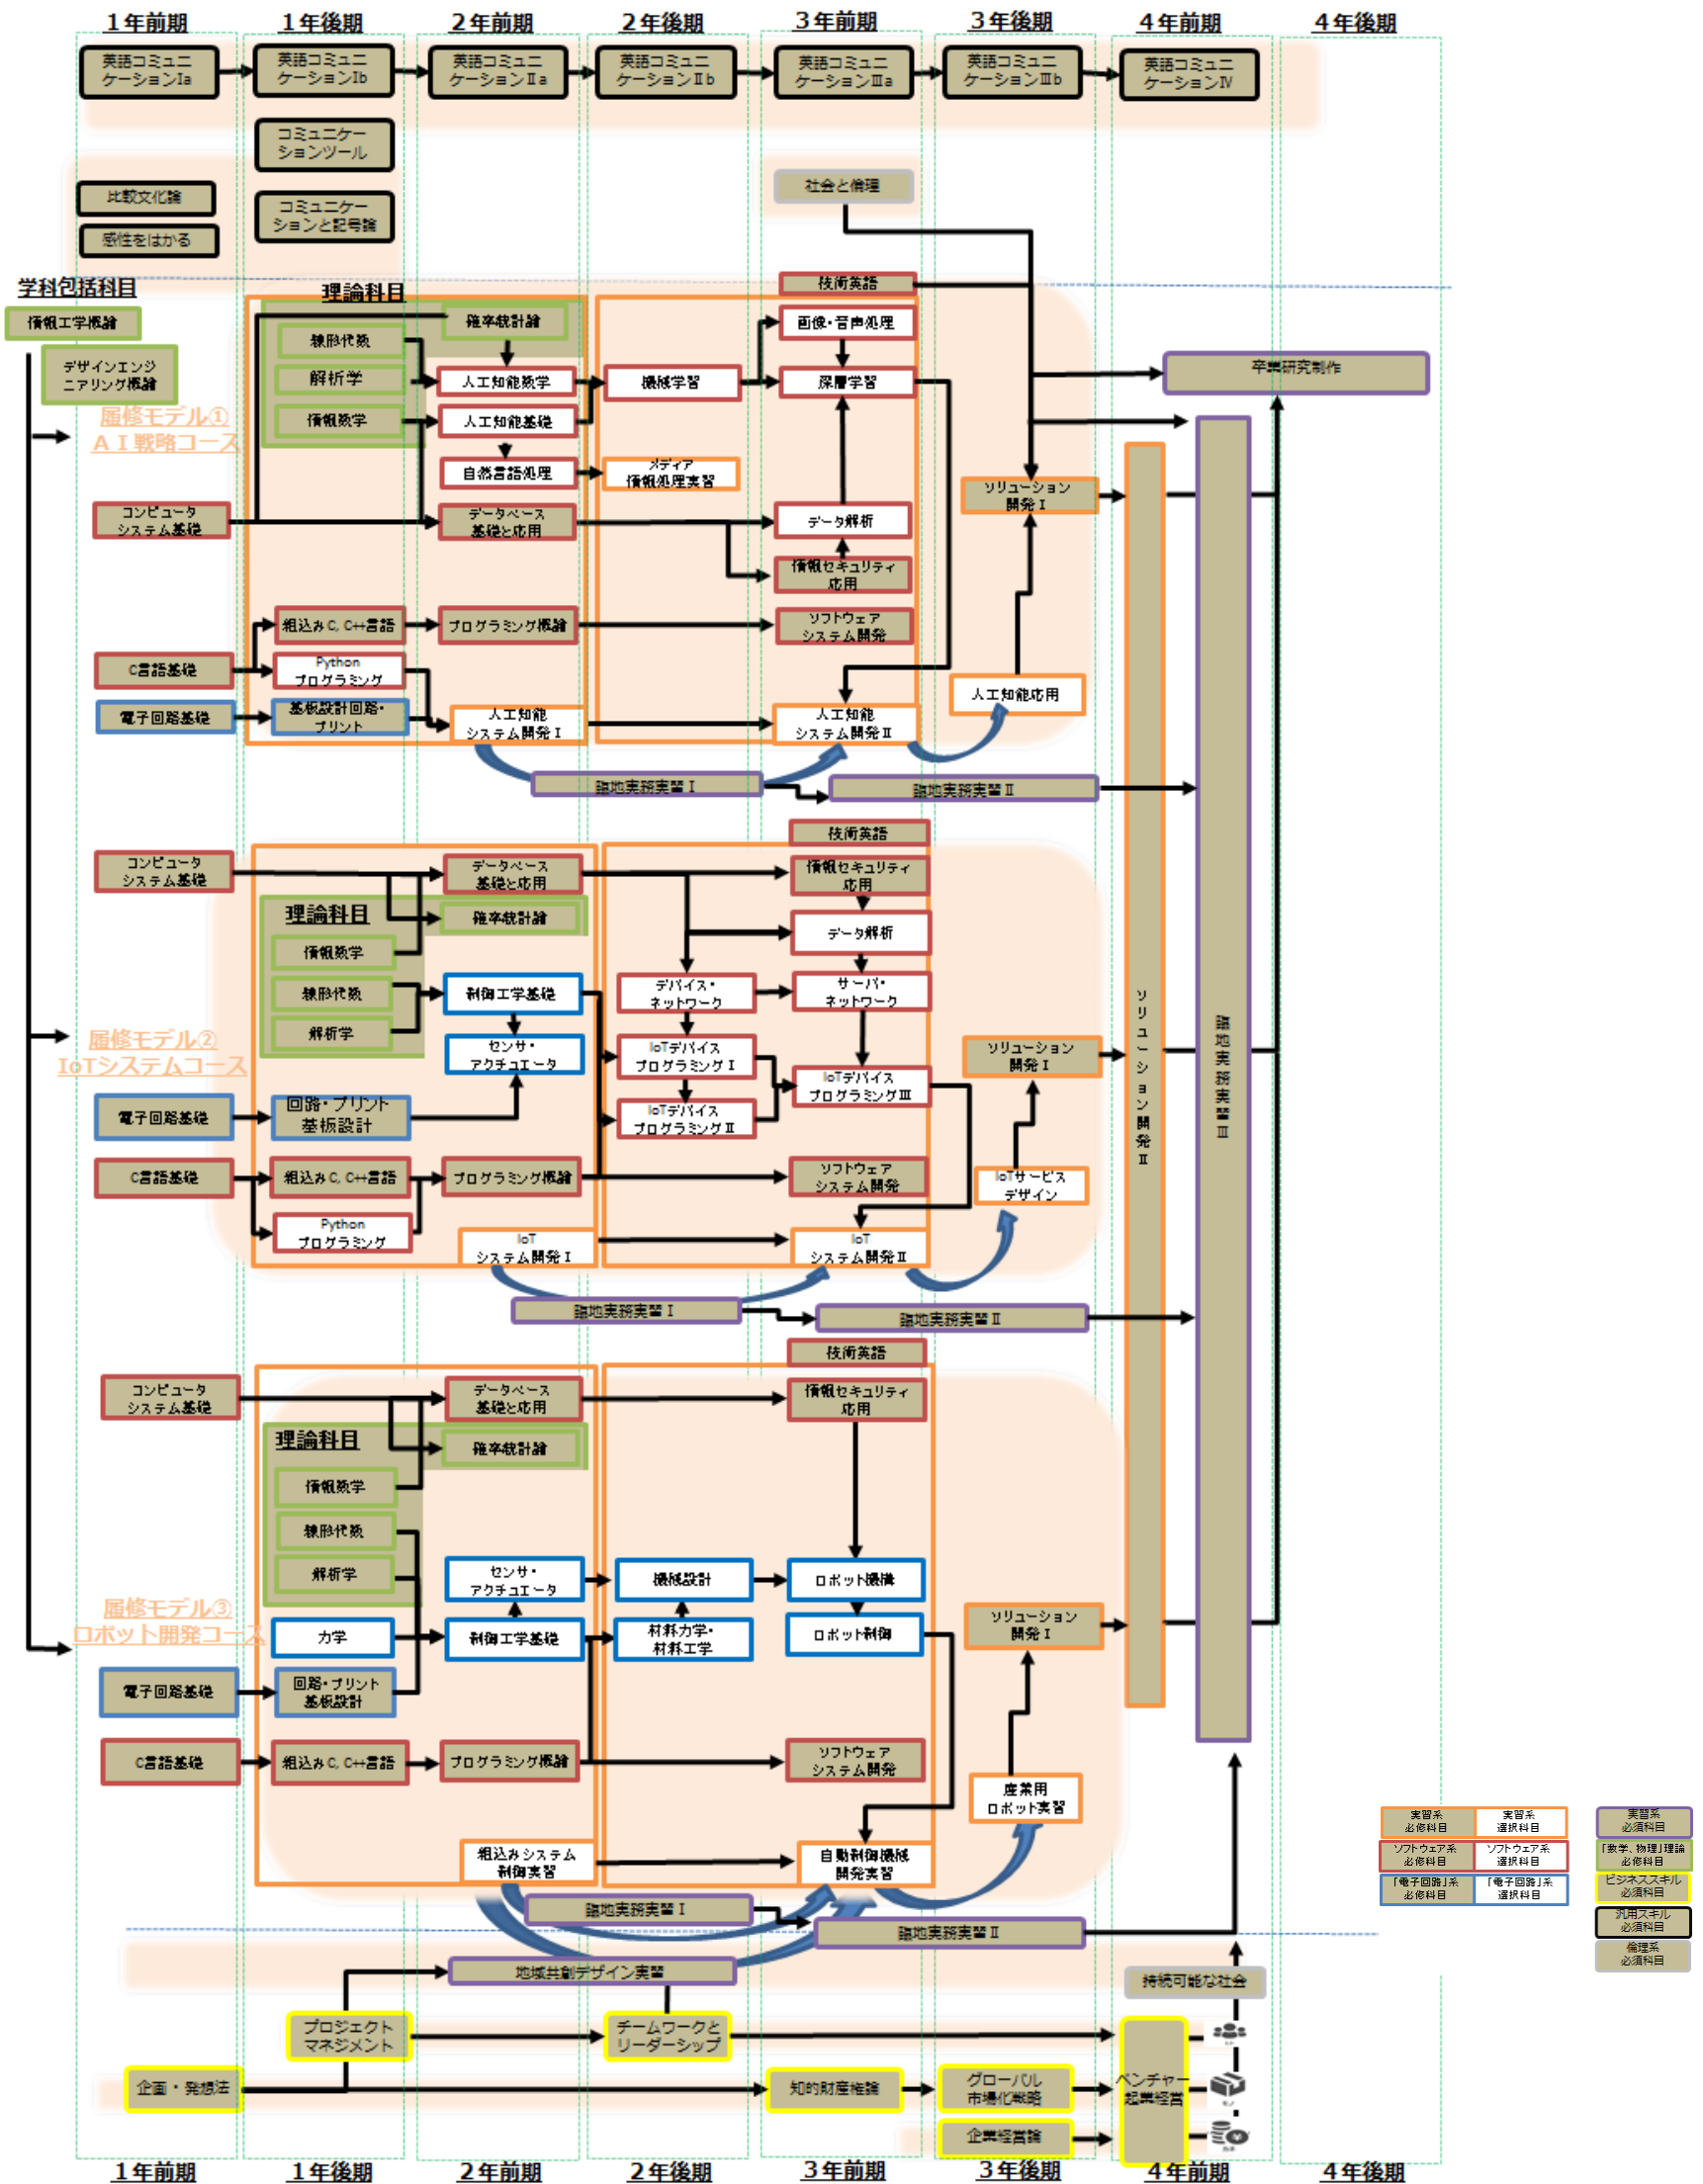 １年前期
１年後期
２年前期
２年後期
３年前期
３年後期
４年前期
４年後期
英語コミュニ
ケーションⅠa
英語コミュニ
ケーションⅠb
英語コミュニ
ケーションⅡa
英語コミュニ
ケーションⅡb
英語コミュニ
ケーションⅢa
英語コミュニ
ケーションⅢb
英語コミュニ
ケーションⅣ
コミュニケー
ションツール
比較文化論
コミュニケー
ションと記号論
社会と倫理
感性をはかる
学科包括科目
情報工学概論
デザインエンジ
ニアリング概論
履修モデル①
ＡＩ戦略コース
理論科目
確率統計論
線形代数
解析学
情報数学
技術英語
画像・音声処理
人工知能数学
機械学習
深層学習
人工知能基礎
自然言語処理
メディア
情報処理実習
卒業研究制作
コンピュータ
システム基礎
データベース
基礎と応用
データ解析
情報セキュリティ
応用
ソリューション
開発Ⅰ
組込みC, C++言語
プログラミング概論
ソフトウェア
システム開発
C言語基礎
Python
プログラミング
電子回路基礎
基板設計回路・
プリント
人工知能
システム開発Ⅰ
人工知能
システム開発Ⅱ
人工知能応用
臨地実務実習Ⅰ
臨地実務実習Ⅱ
技術英語
コンピュータ
システム基礎
データベース
基礎と応用
情報セキュリティ
応用
理論科目
確率統計論
情報数学
線形代数
解析学
データ解析
制御工学基礎
デバイス・
ネットワーク
サーバ・
ネットワーク
履修モデル②
IoTシステムコース
センサ・
アクチュエータ
IoTデバイス
プログラミングⅠ
IoTデバイス
プログラミングⅡ
IoTデバイス
プログラミングⅢ
ソリューション
開発Ⅰ
電子回路基礎
回路・プリント
基板設計
C言語基礎
組込みC, C++言語
プログラミング概論
ソフトウェア
システム開発
IoTサービス
デザイン
Python
プログラミング
IoT
システム開発Ⅰ
IoT
システム開発Ⅱ
臨地実務実習Ⅰ
臨地実務実習Ⅱ
ソリューション開発Ⅱ
臨地実務実習Ⅲ
技術英語
コンピュータ
システム基礎
データベース
基礎と応用
情報セキュリティ
応用
理論科目
確率統計論
情報数学
線形代数
解析学
センサ・
アクチュエータ
機械設計
ロボット機構
履修モデル③
ロボット開発コース
力学
制御工学基礎
材料力学・
材料工学
ロボット制御
ソリューション
開発Ⅰ
電子回路基礎
回路・プリント
基板設計
C言語基礎
組込みC, C++言語
プログラミング概論
ソフトウェア
システム開発
産業用
ロボット実習
組込みシステム
制御実習
自動制御機械
開発実習
臨地実務実習Ⅰ
臨地実務実習Ⅱ
地域共創デザイン実習
持続可能な社会
プロジェクト
マネジメント
チームワークと
リーダーシップ
企画・発想法
知的財産権論
グローバル
市場化戦略
ベンチャー
起業経営
企業経営論
ヒト
モノ
カネ
実習系
必修科目
実習系
選択科目
ソフトウェア系
必修科目
ソフトウェア系
選択科目
「電子回路」系
必修科目
「電子回路」系
選択科目
実習系
必須科目
「数学、物理」理論
必修科目
ビジネススキル
必須科目
汎用スキル
必須科目
倫理系
必須科目
１年前期
１年後期
２年前期
２年後期
３年前期
３年後期
４年前期
４年後期